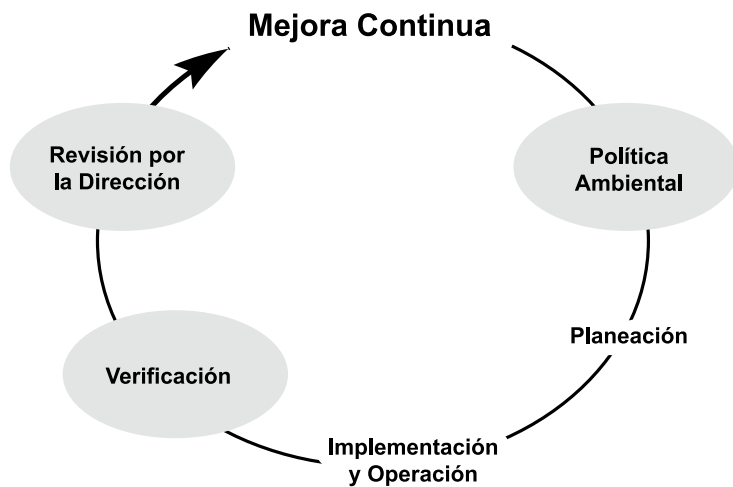 Mejora Continua
Política
Ambiental
Planeación
Implementación
y Operación
Verificación
Revisión por
la Dirección